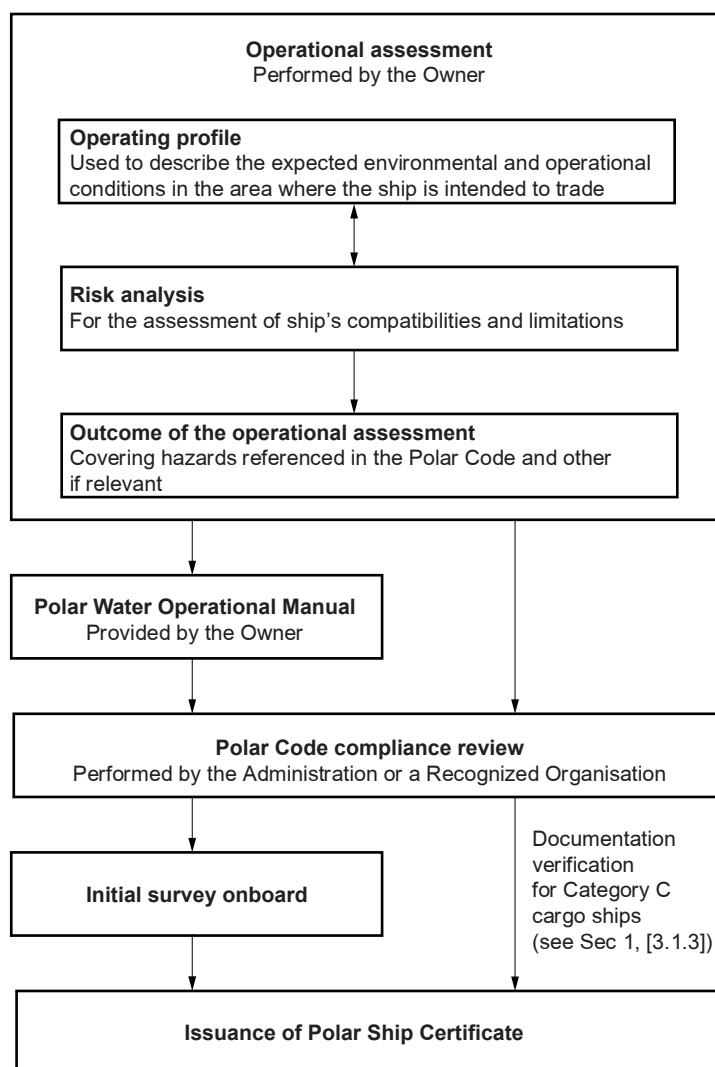 Operational assessment
Performed by the Owner
Operating profile
Used to describe the expected environmental and operational
conditions in the area where the ship is intended to trade
Risk analysis
For the assessment of ship's compatibilities and limitations
Outcome of the operational assessment
Covering hazards referenced in the Polar Code and other
if relevant
Polar Water Operational Manual
Provided by the Owner
Polar Code compliance review
Performed by the Administration or a Recognized Organisation
Initial survey onboard
Documentation
verification
for Category C
cargo ships
(see Sec 1, [3.1.3])
Issuance of Polar Ship Certificate